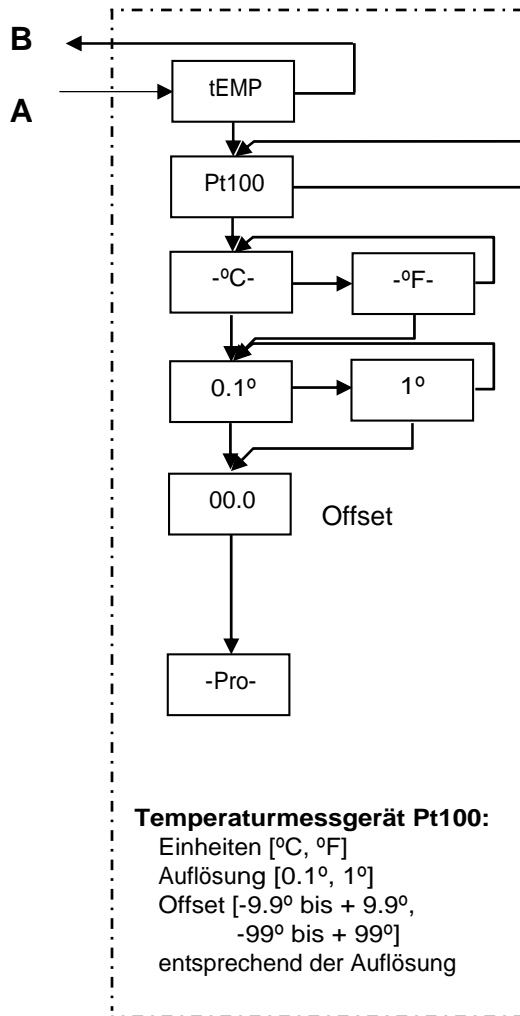 B
tEMP
A
Pt100
-ºC-
-ºF-
0.1º
1º
00.0
Offset
-Pro-
Temperaturmessgerät Pt100:
Einheiten [ºC, ºF]
Auflösung [0.1º, 1º]
Offset [-9.9º bis + 9.9º,
-99º bis + 99º]
entsprechend der Auflösung